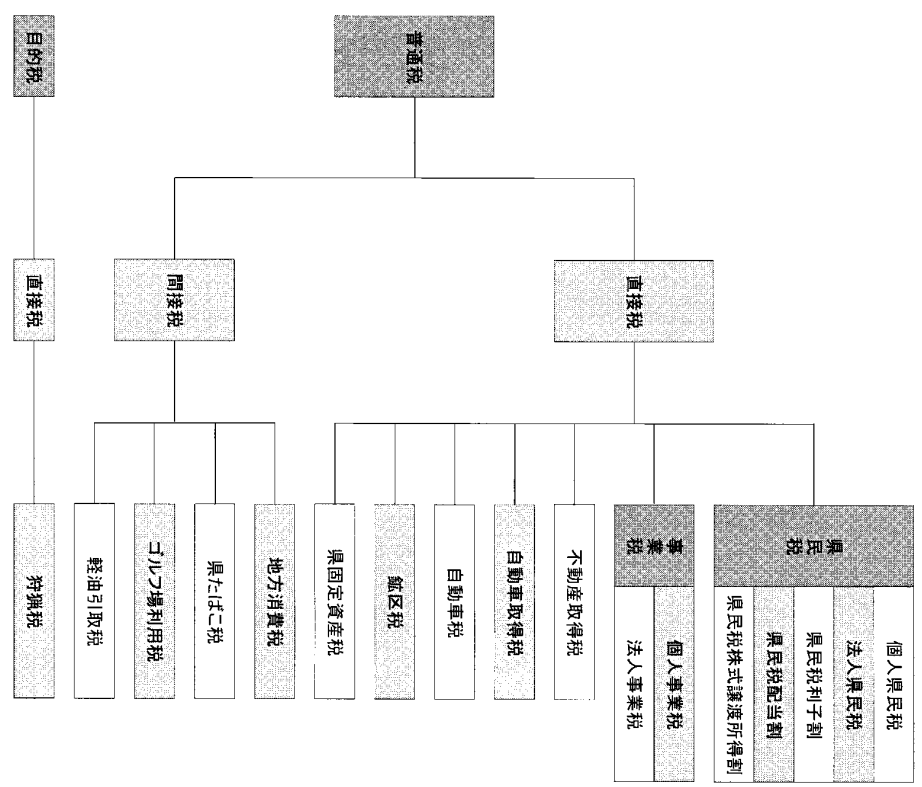 普通税
直接税
県民税
個人県民税
法人県民税
県民税利子割
県民税配当割
県民税株式譲渡所得割
事業税
個人事業税
法人事業税
不動産取得税
自動車取得税
自動車税
鉱区税
県固定資産税
間接税
地方消費税
県たばこ税
ゴルフ場利用税
軽油引取税
目的税
直接税
狩猟税